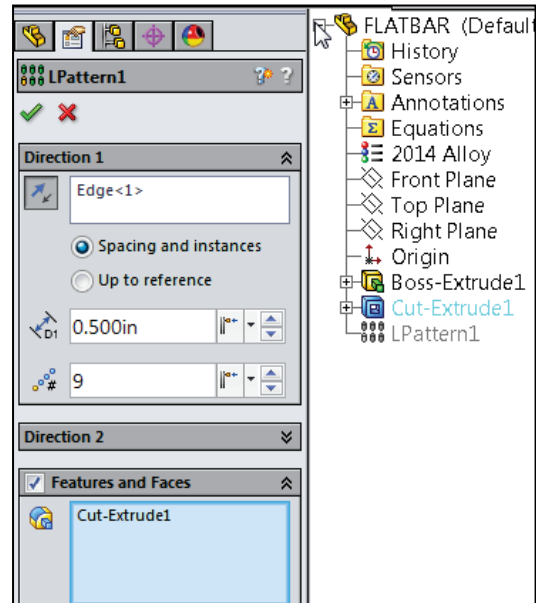 LPattern1
Direction 1
Edge<1>
Spacing and instances
Up to reference
D1
0.500in
#
9
Direction 2
Features and Faces
Cut-Extrude1
FLATBAR (Default
History
Sensors
Annotations
Equations
2014 Alloy
Front Plane
Top Plane
Right Plane
Origin
Boss-Extrude1
Cut-Extrude1
LPattern1